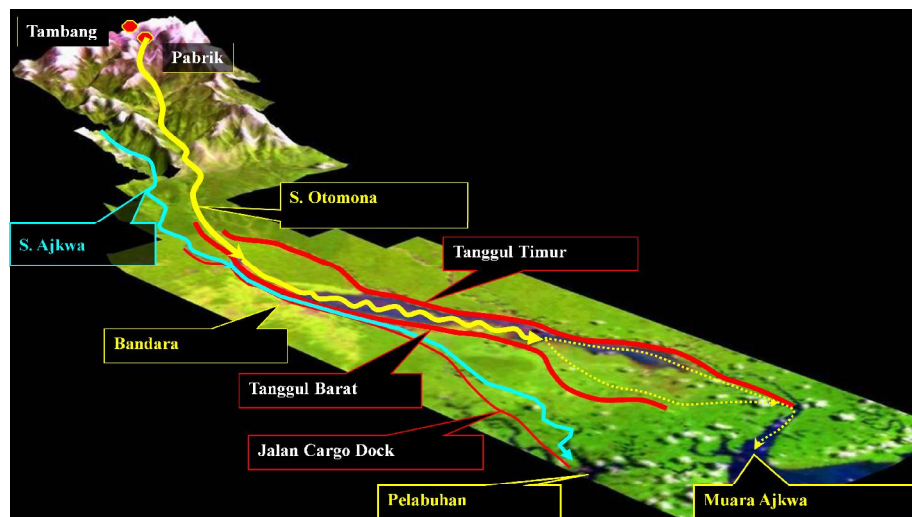 Tambang
Pabrik
S. Otomona
S. Ajkwa
Tanggul Timur
Bandara
Tanggul Barat
Jalan Cargo Dock
Pelabuhan
Muara Ajkwa